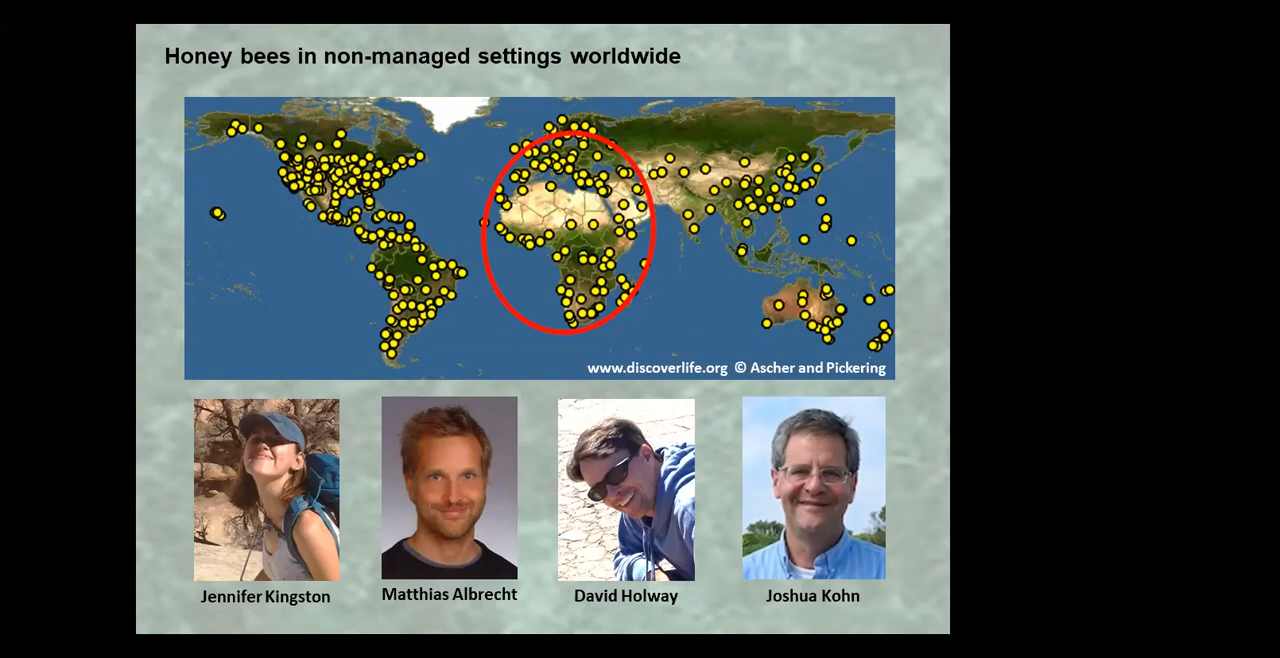 Honey bees in non-managed settings worldwide
www.discoverlife.org © Ascher and Pickering
Jennifer Kingston
Matthias Albrecht
David Holway
Joshua Kohn